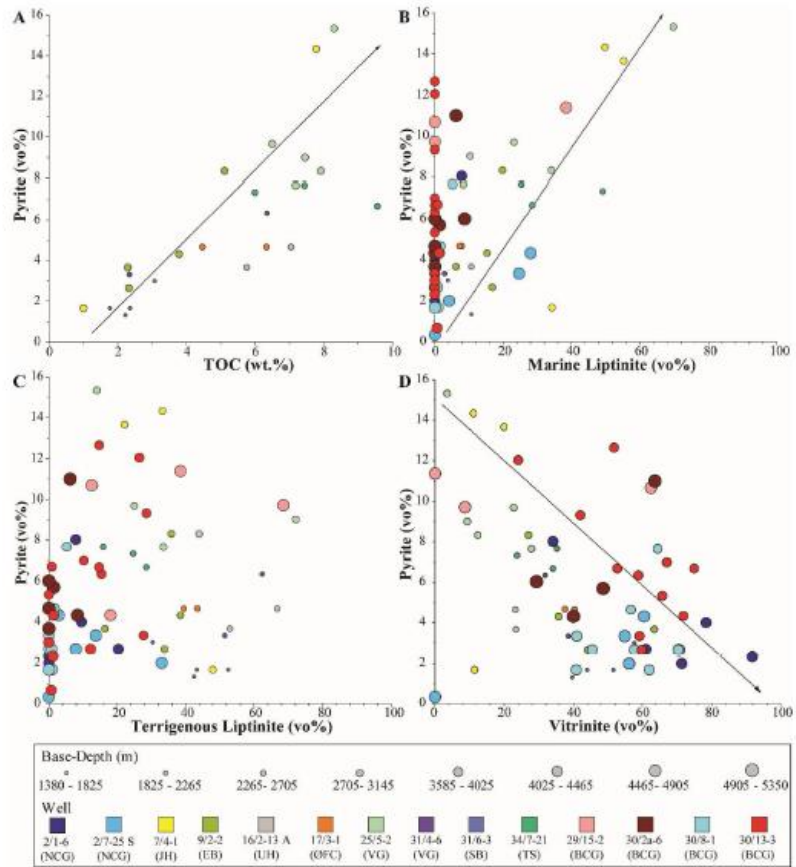 A
Pyrite (vo%)
16
14
12
10
8
6
4
2
0
0 2 4 6 8 10
TOC (wt.%)
B
Pyrite (vo%)
16
14
12
10
8
6
4
2
0
0 20 40 60 80 100
Marine Liptinite (vo%)
C
Pyrite (vo%)
16
14
12
10
8
6
4
2
0
0 20 40 60 80 100
Terrigenous Liptinite (vo%)
D
Pyrite (vo%)
16
14
12
10
8
6
4
2
0
0 20 40 60 80 100
Vitrinite (vo%)
Base-Depth (m)
1380 - 1825 1825 - 2265 2265 - 2705 2705 - 3145 3585 - 4025 4025 - 4465 4465 - 4905 4905 - 5350
Well
2/1-6 2/7-25 S 7/4-1 9/2-2 16/2-13 A 17/3-1 25/5-2 31/4-6 31/6-3 34/7-21 29/15-2 30/2a-6 30/8-1 30/13-3
(NCG) (NCG) (JH) (EB) (UH) (ØFC) (VG) (VG) (SB) (TS) (BCG) (BCG) (BCG) (BCG)